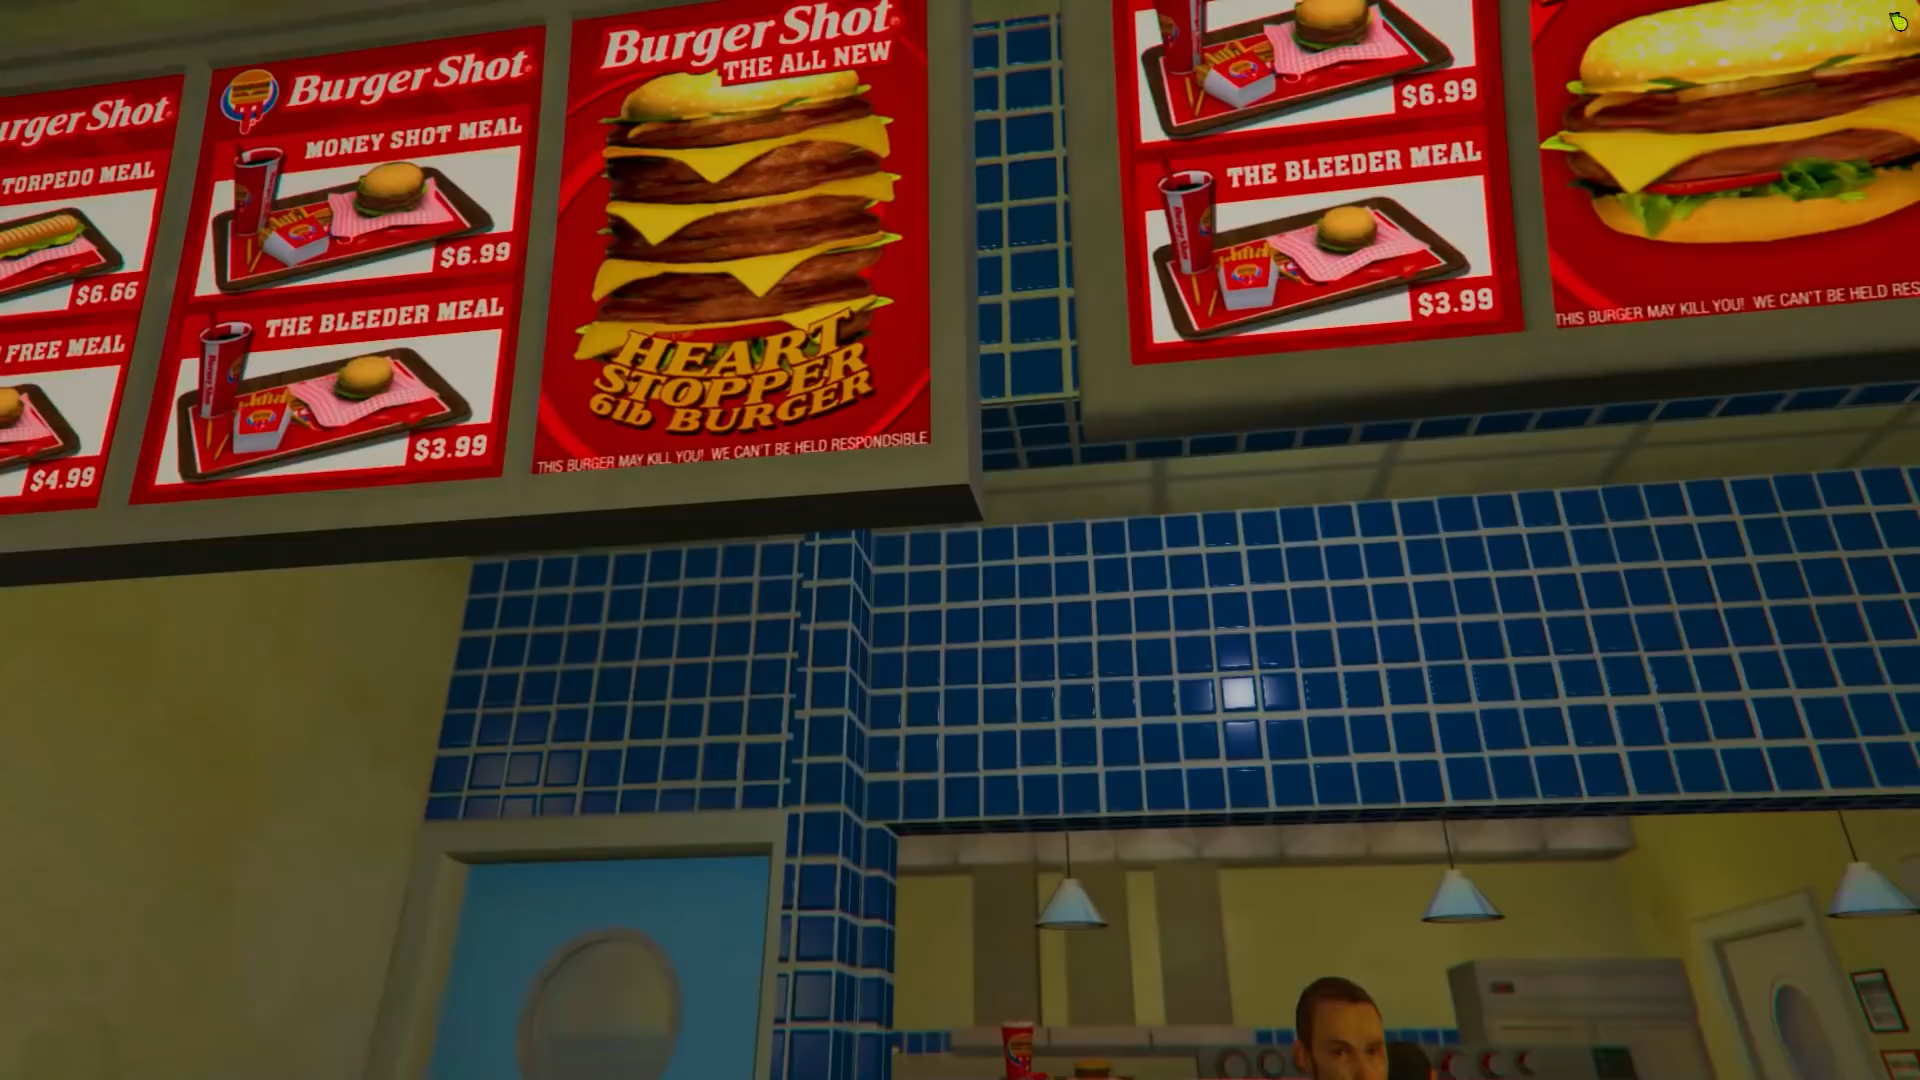 urger Shot
TORPEDO MEAL
$6.66
FREE MEAL
$4.99
Burger Shot
MONEY SHOT MEAL
$6.99
THE BLEEDER MEAL
$3.99
Burger Shot
THE ALL NEW
HEART
STOPPER
6lb BURGER
THIS BURGER MAY KILL YOU! WE CAN'T BE HELD RESPONDSIBLE
$6.99
THE BLEEDER MEAL
$3.99
THIS BURGER MAY KILL YOU! WE CAN'T BE HELD RES